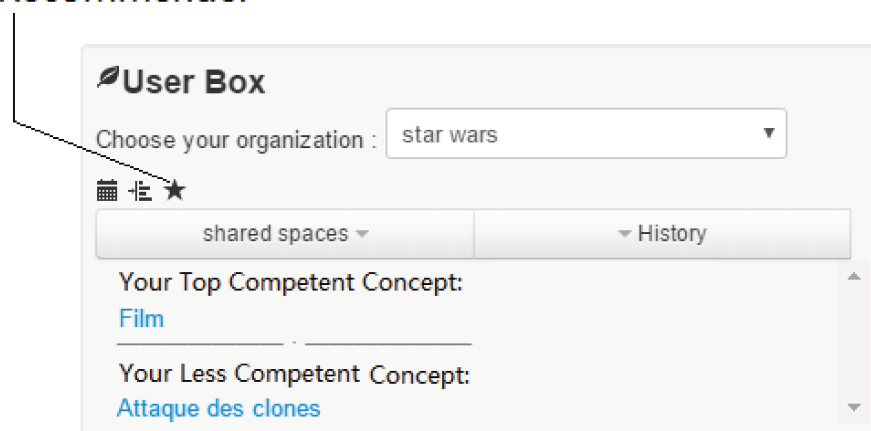 User Box
Choose your organization : star wars
shared spaces History
Your Top Competent Concept:
Film
Your Less Competent Concept:
Attaque des clones